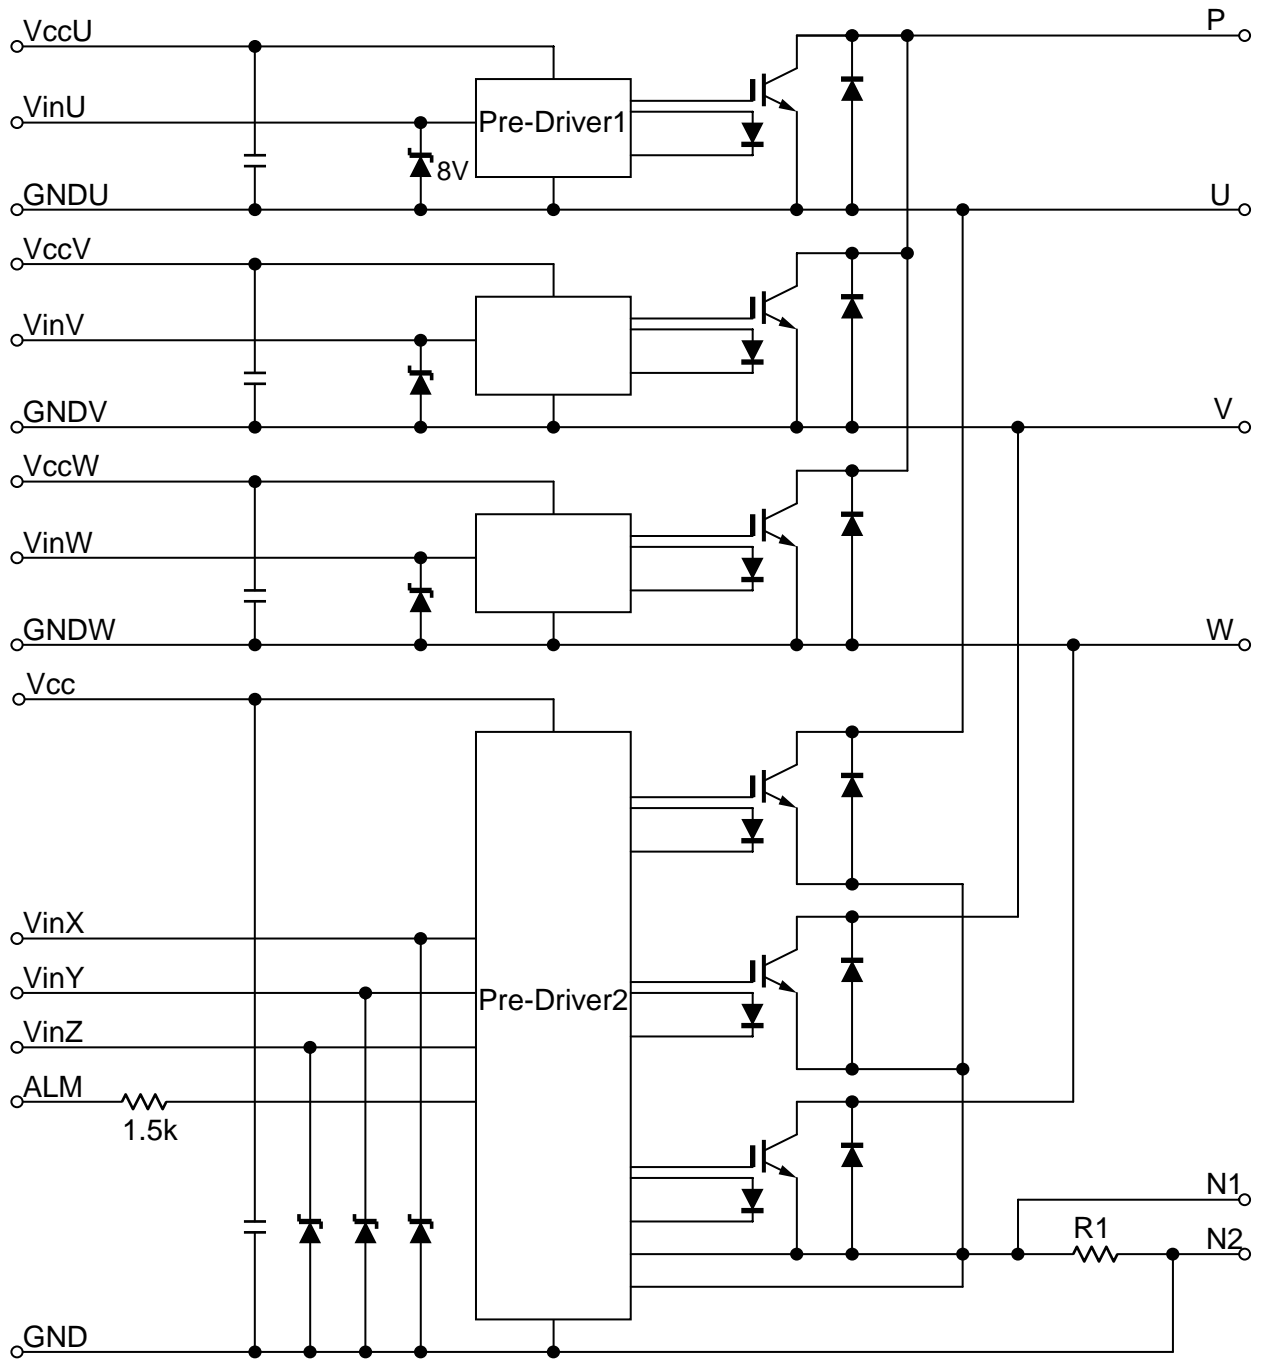 VccU
P
VinU
Pre-Driver1
8V
GNDU
U
VccV
VinV
GNDV
V
VccW
VinW
GNDW
W
Vcc
VinX
VinY
Pre-Driver2
VinZ
ALM
1.5k
N1
R1
N2
GND